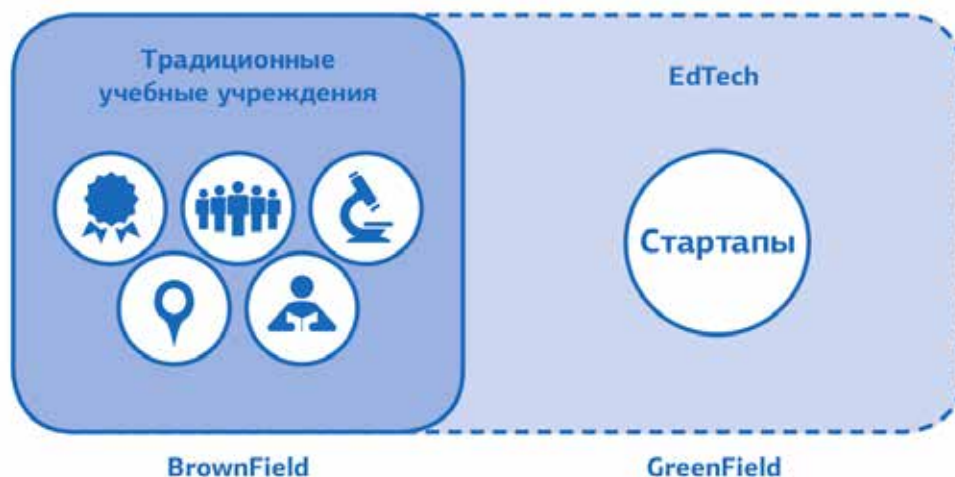 Традиционные
учебные учреждения
EdTech
Стартапы
BrownField
GreenField